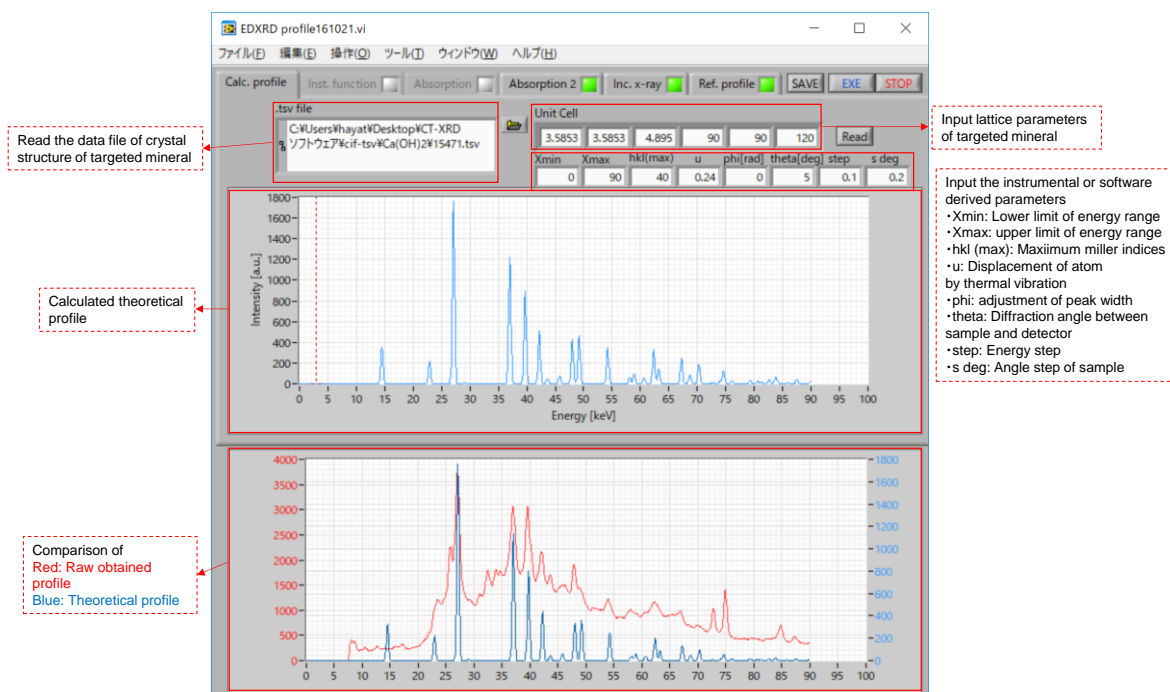 EDXRD profile161021.vi
ファイル(F) 編集(E) 操作(O) ツール(T) ウィンドウ(W) ヘルプ(H)
Calc. profile Inst. function Absorption Absorption 2 Inc. x-ray Ref. profile SAVE EXE STOP
.tsv file
C:¥Users¥hayat¥Desktop¥CT-XRD
ソフトウェア¥cif-tsv¥Ca(OH)2¥15471.tsv
Unit Cell
3.5853 3.5853 4.895 90 90 120 Read
Xmin Xmax hkl(max) u phi[rad] theta[deg] step s deg
0 90 40 0.24 0 5 0.1 0.2
Read the data file of crystal
structure of targeted mineral
Input lattice parameters
of targeted mineral
Input the instrumental or software
derived parameters
・Xmin: Lower limit of energy range
・Xmax: upper limit of energy range
・hkl (max): Maxiimum miller indices
・u: Displacement of atom
by thermal vibration
・phi: adjustment of peak width
・theta: Diffraction angle between
sample and detector
・step: Energy step
・s deg: Angle step of sample
Calculated theoretical
profile
Intensity [a.u.]
1800
1600
1400
1200
1000
800
600
400
200
0
0 5 10 15 20 25 30 35 40 45 50 55 60 65 70 75 80 85 90 95 100
Energy [keV]
Comparison of
Red: Raw obtained
profile
Blue: Theoretical profile
4000
3500
3000
2500
2000
1500
1000
500
0
1800
1600
1400
1200
1000
800
600
400
200
0
0 5 10 15 20 25 30 35 40 45 50 55 60 65 70 75 80 85 90 95 100